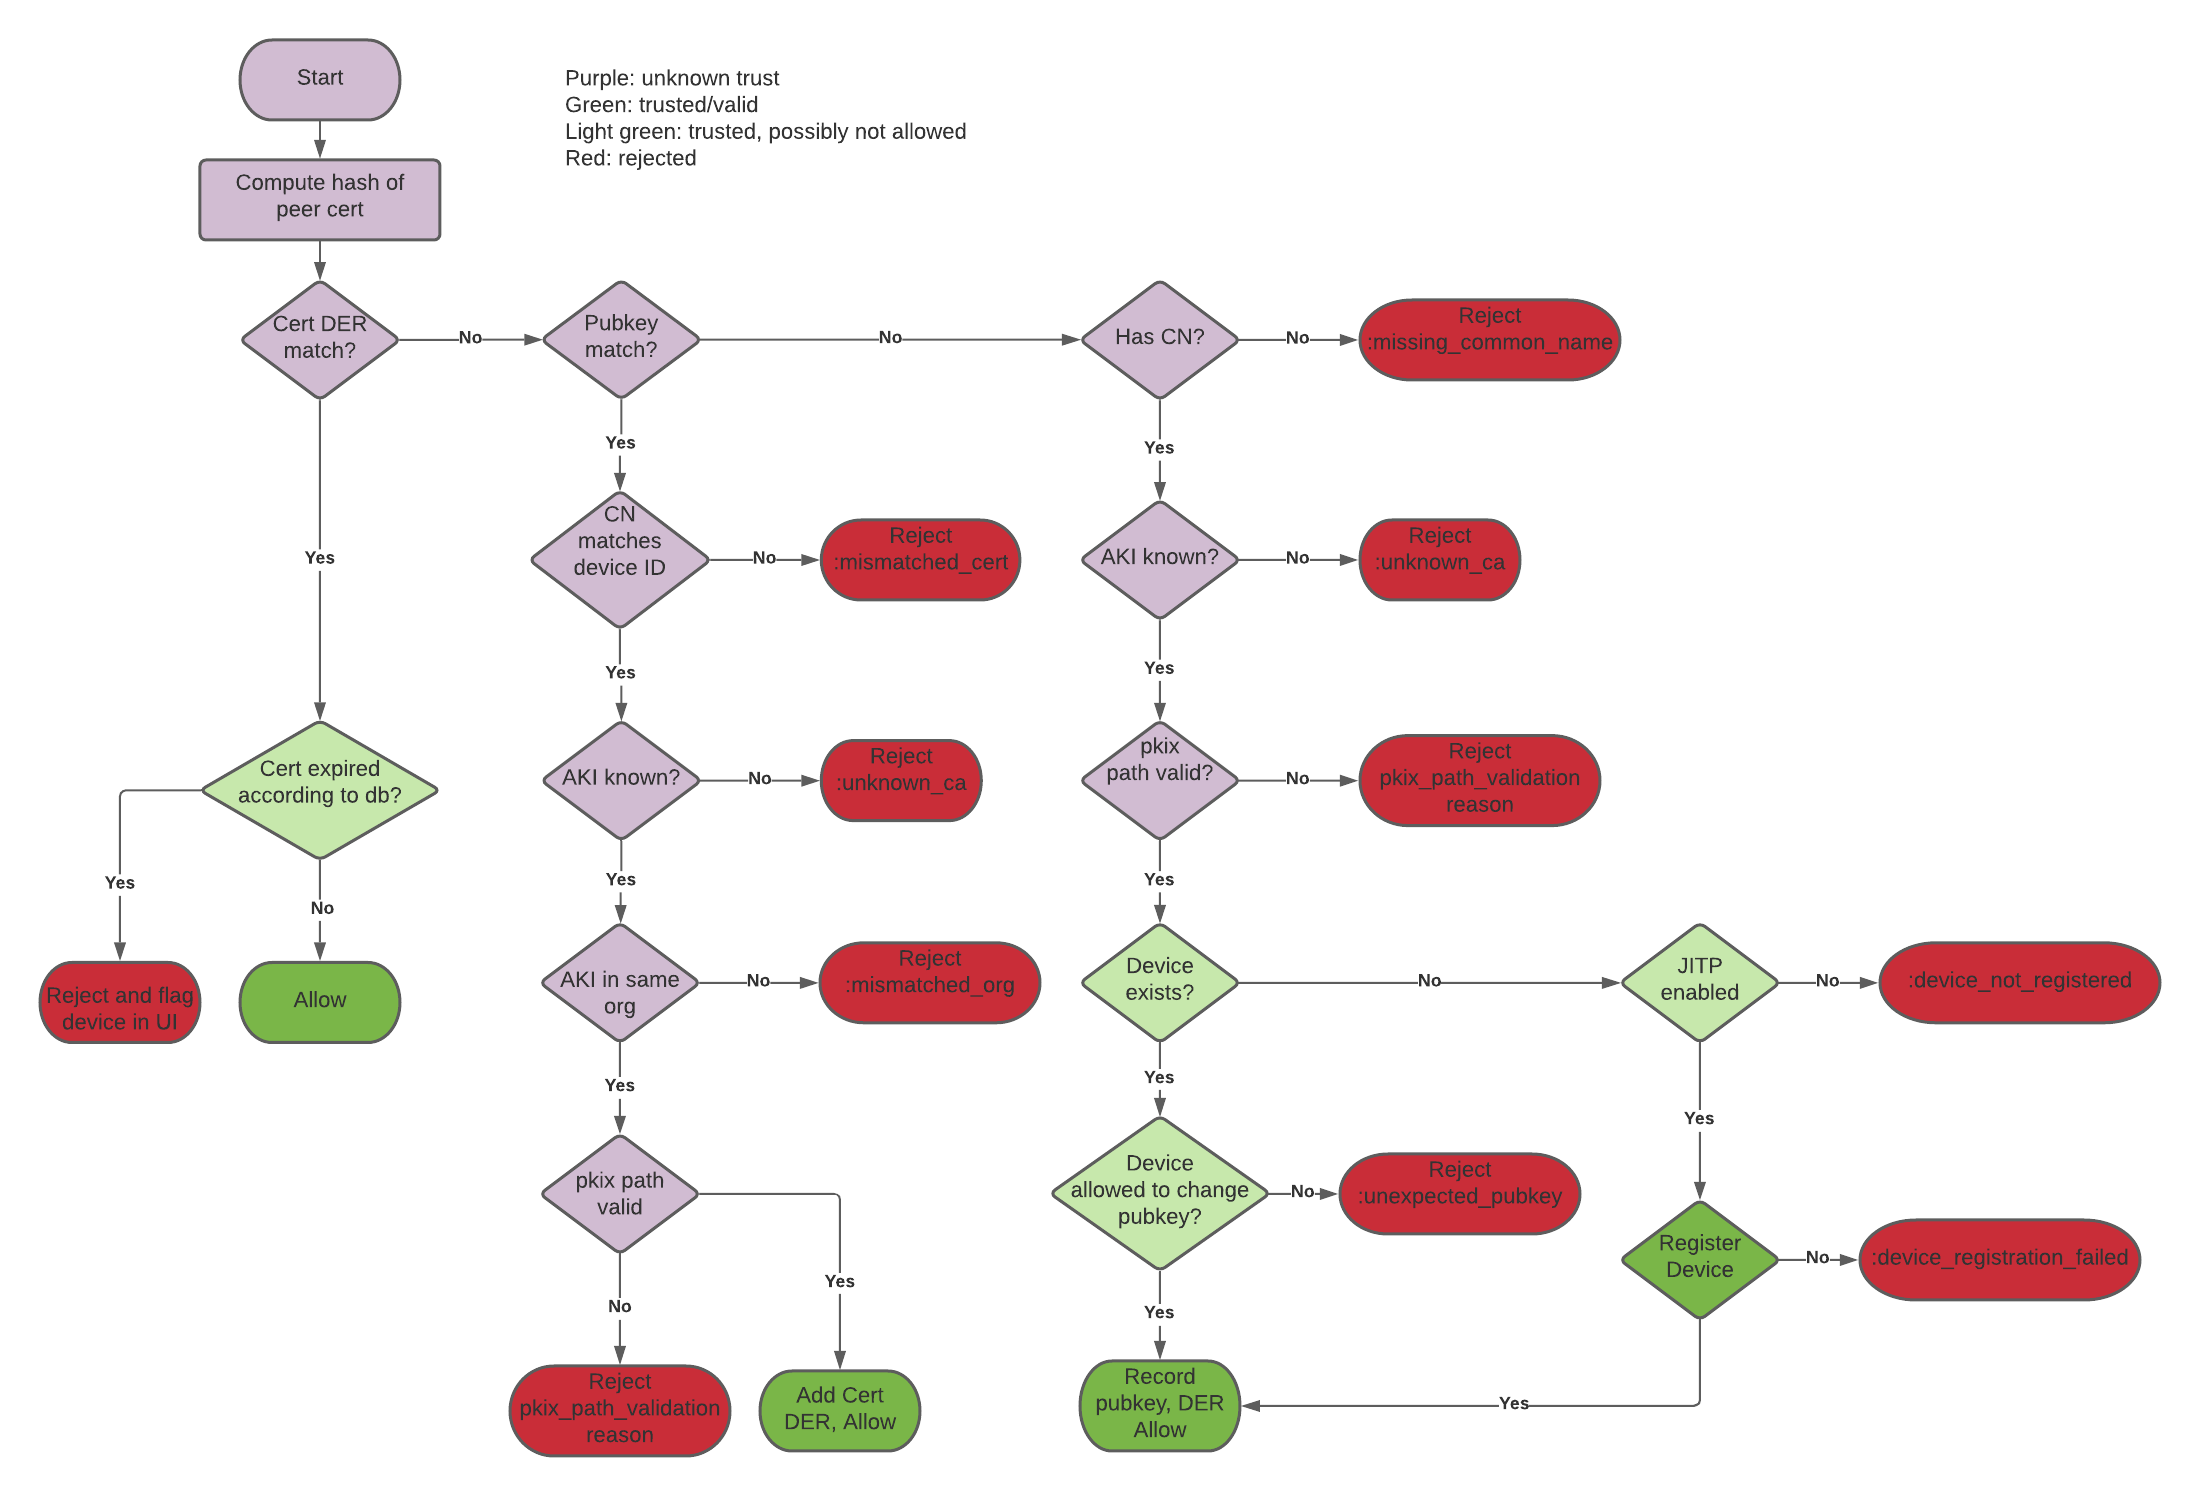 Start
Purple: unknown trust
Green: trusted/valid
Light green: trusted, possibly not allowed
Red: rejected
Compute hash of
peer cert
Cert DER
match?
No
Pubkey
match?
No
Has CN?
No
Reject
:missing_common_name
Yes
Yes
Yes
CN
matches
device ID
No
Reject
:mismatched_cert
AKI known?
No
Reject
:unknown_ca
Yes
Yes
Cert expired
according to db?
AKI known?
No
Reject
:unknown_ca
pkix
path valid?
No
Reject
pkix_path_validation
reason
Yes
No
Yes
Yes
Reject and flag
device in UI
Allow
AKI in same
org
No
Reject
:mismatched_org
Device
exists?
No
JITP
enabled
No
:device_not_registered
Yes
Yes
Yes
pkix path
valid
Device
allowed to change
pubkey?
No
Reject
:unexpected_pubkey
Register
Device
No
:device_registration_failed
Yes
No
Yes
Reject
pkix_path_validation
reason
Add Cert
DER, Allow
Record
pubkey, DER
Allow
Yes